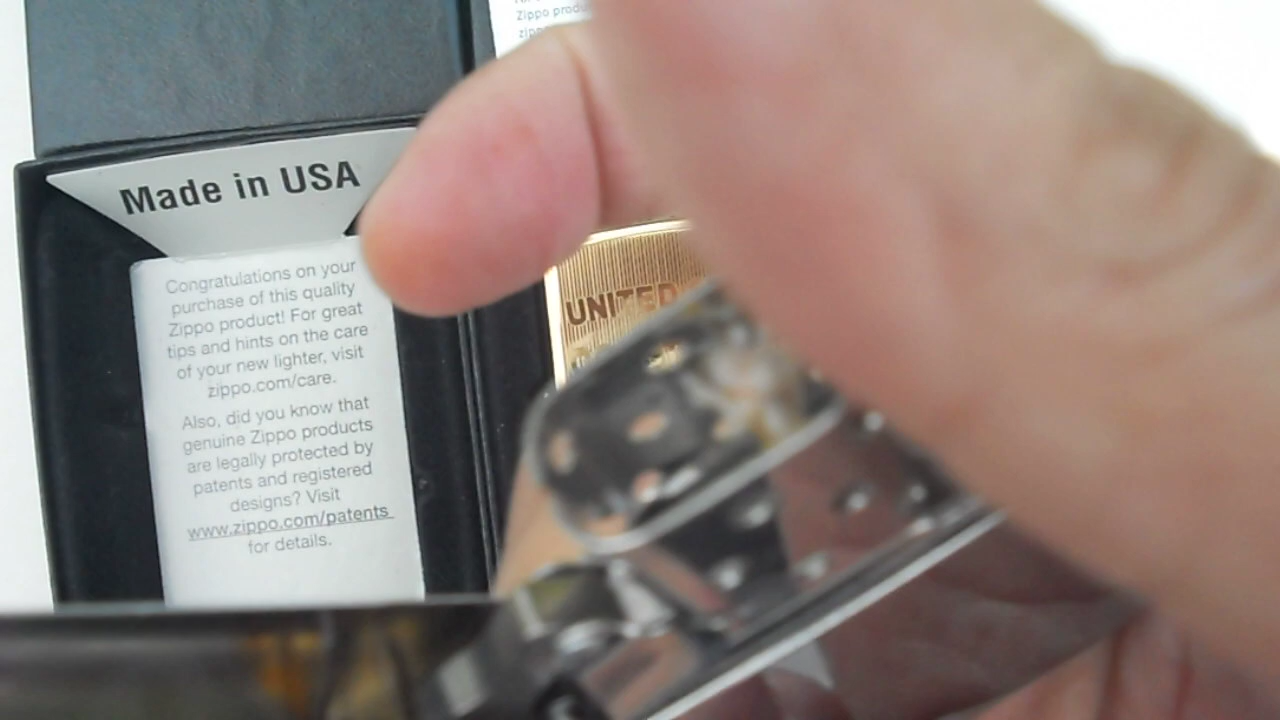 Zippo
Made in USA
Congratulations on your
purchase of this quality
Zippo product! For great
tips and hints on the care
of your new lighter, visit
zippo.com/care.
Also, did you know that
genuine Zippo products
are legally protected by
patents and registered
designs? Visit
www.zippo.com/patents
for details.
UNITED